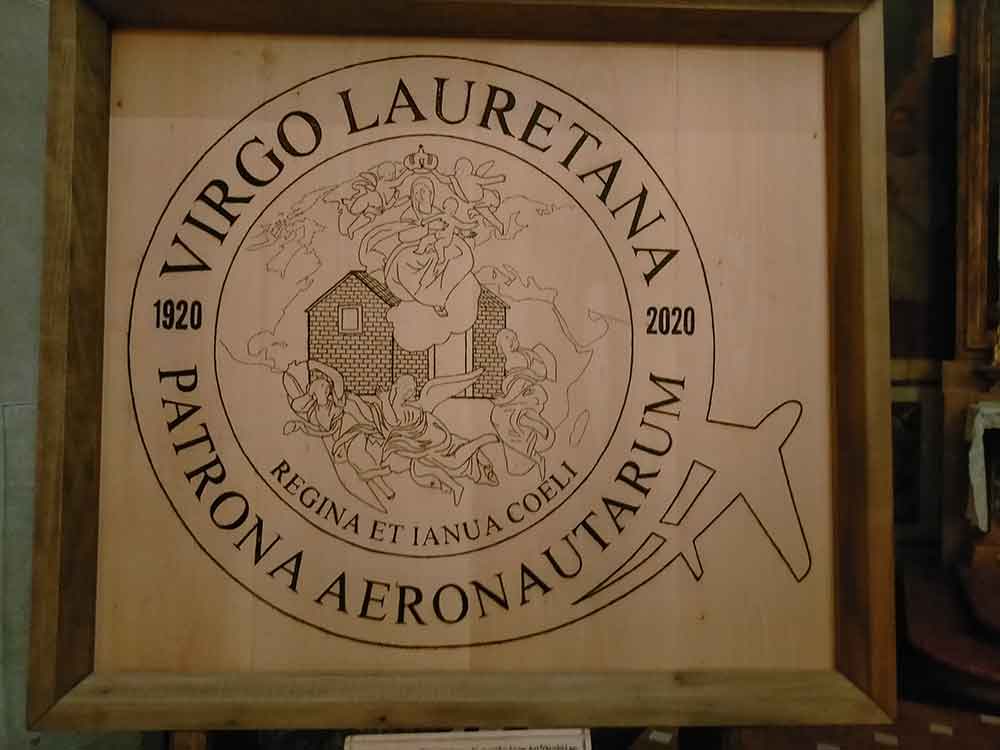 VIRGO LAURETANA
1920
2020
PATRONA AERONAUTARUM
REGINA ET IANUA COELI